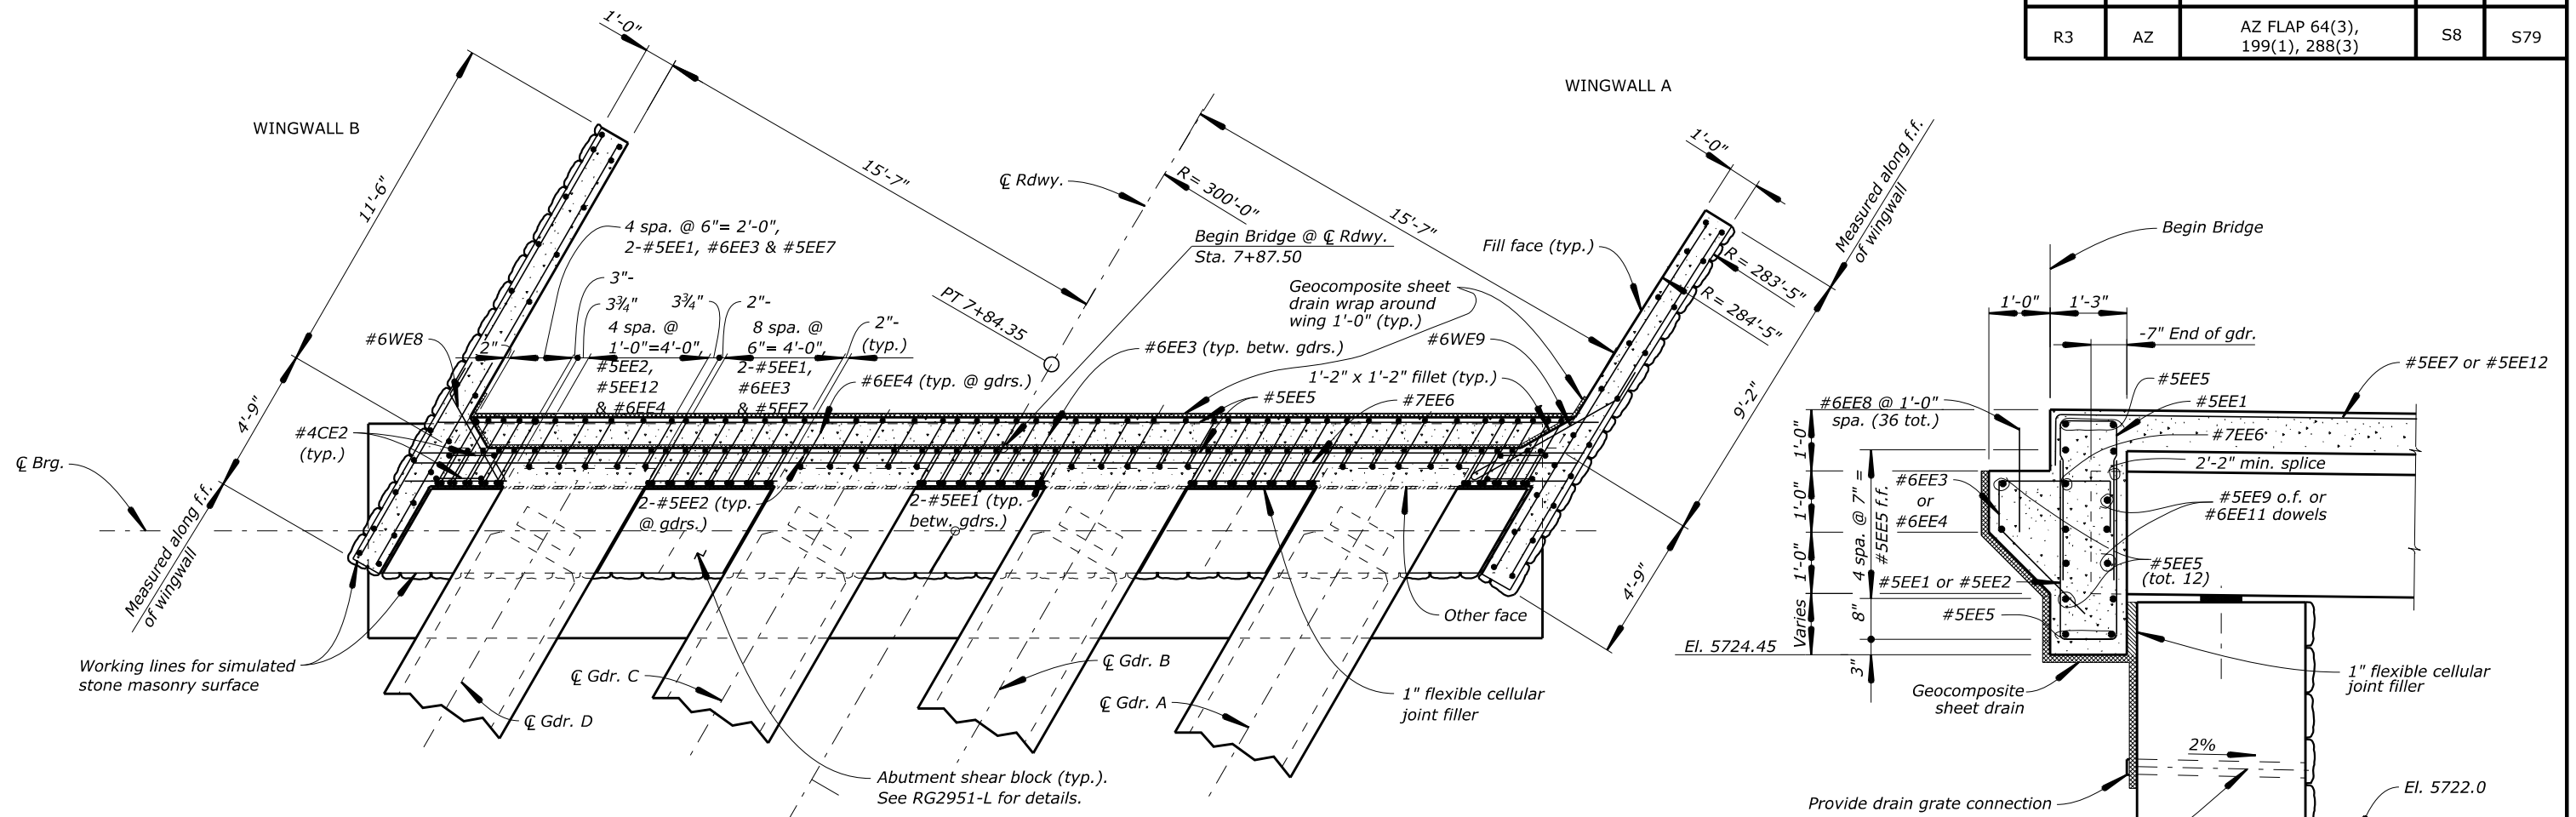 R3 AZ AZ FLAP 64(3), S8 S79
199(1), 288(3)
WINGWALL B
WINGWALL A
1'-0"
15'-7"
11'-6"
4'-9"
Measured along f.f.
of wingwall
℄ Rdwy.
R = 300'-0"
15'-7"
1'-0"
Measured along f.f.
of wingwall
R = 283'-5"
R = 284'-5"
9'-2"
4'-9"
Fill face (typ.)
Begin Bridge @ ℄ Rdwy.
Sta. 7+87.50
PT 7+84.35
Geocomposite sheet
drain wrap around
wing 1'-0" (typ.)
4 spa. @ 6"= 2'-0",
2-#5EE1, #6EE3 & #5EE7
3"-
3¾"
4 spa. @
1'-0"=4'-0",
#5EE2,
#5EE12
& #6EE4
3¾"
2"-
8 spa. @
6"= 4'-0",
2-#5EE1,
#6EE3
& #5EE7
2"-
(typ.)
2"
#6WE8
#6EE3 (typ. betw. gdrs.)
#6WE9
#6EE4 (typ. @ gdrs.)
1'-2" x 1'-2" fillet (typ.)
#5EE5
#7EE6
#4CE2
(typ.)
℄ Brg.
2-#5EE2 (typ.
@ gdrs.)
2-#5EE1 (typ.
betw. gdrs.)
Working lines for simulated
stone masonry surface
℄ Gdr. D
℄ Gdr. C
℄ Gdr. B
℄ Gdr. A
Other face
1" flexible cellular
joint filler
Abutment shear block (typ.).
See RG2951-L for details.
Begin Bridge
1'-0"
1'-3"
-7" End of gdr.
#5EE7 or #5EE12
#5EE5
#5EE1
#6EE8 @ 1'-0"
spa. (36 tot.)
#7EE6
2'-2" min. splice
#6EE3
or
#6EE4
#5EE9 o.f. or
#6EE11 dowels
#5EE5
(tot. 12)
#5EE1 or #5EE2
#5EE5
1'-0"
1'-0"
1'-0"
Varies
4 spa. @ 7" =
#5EE5 f.f.
8"
3"
El. 5724.45
Geocomposite
sheet drain
1" flexible cellular
joint filler
2%
El. 5722.0
Provide drain grate connection